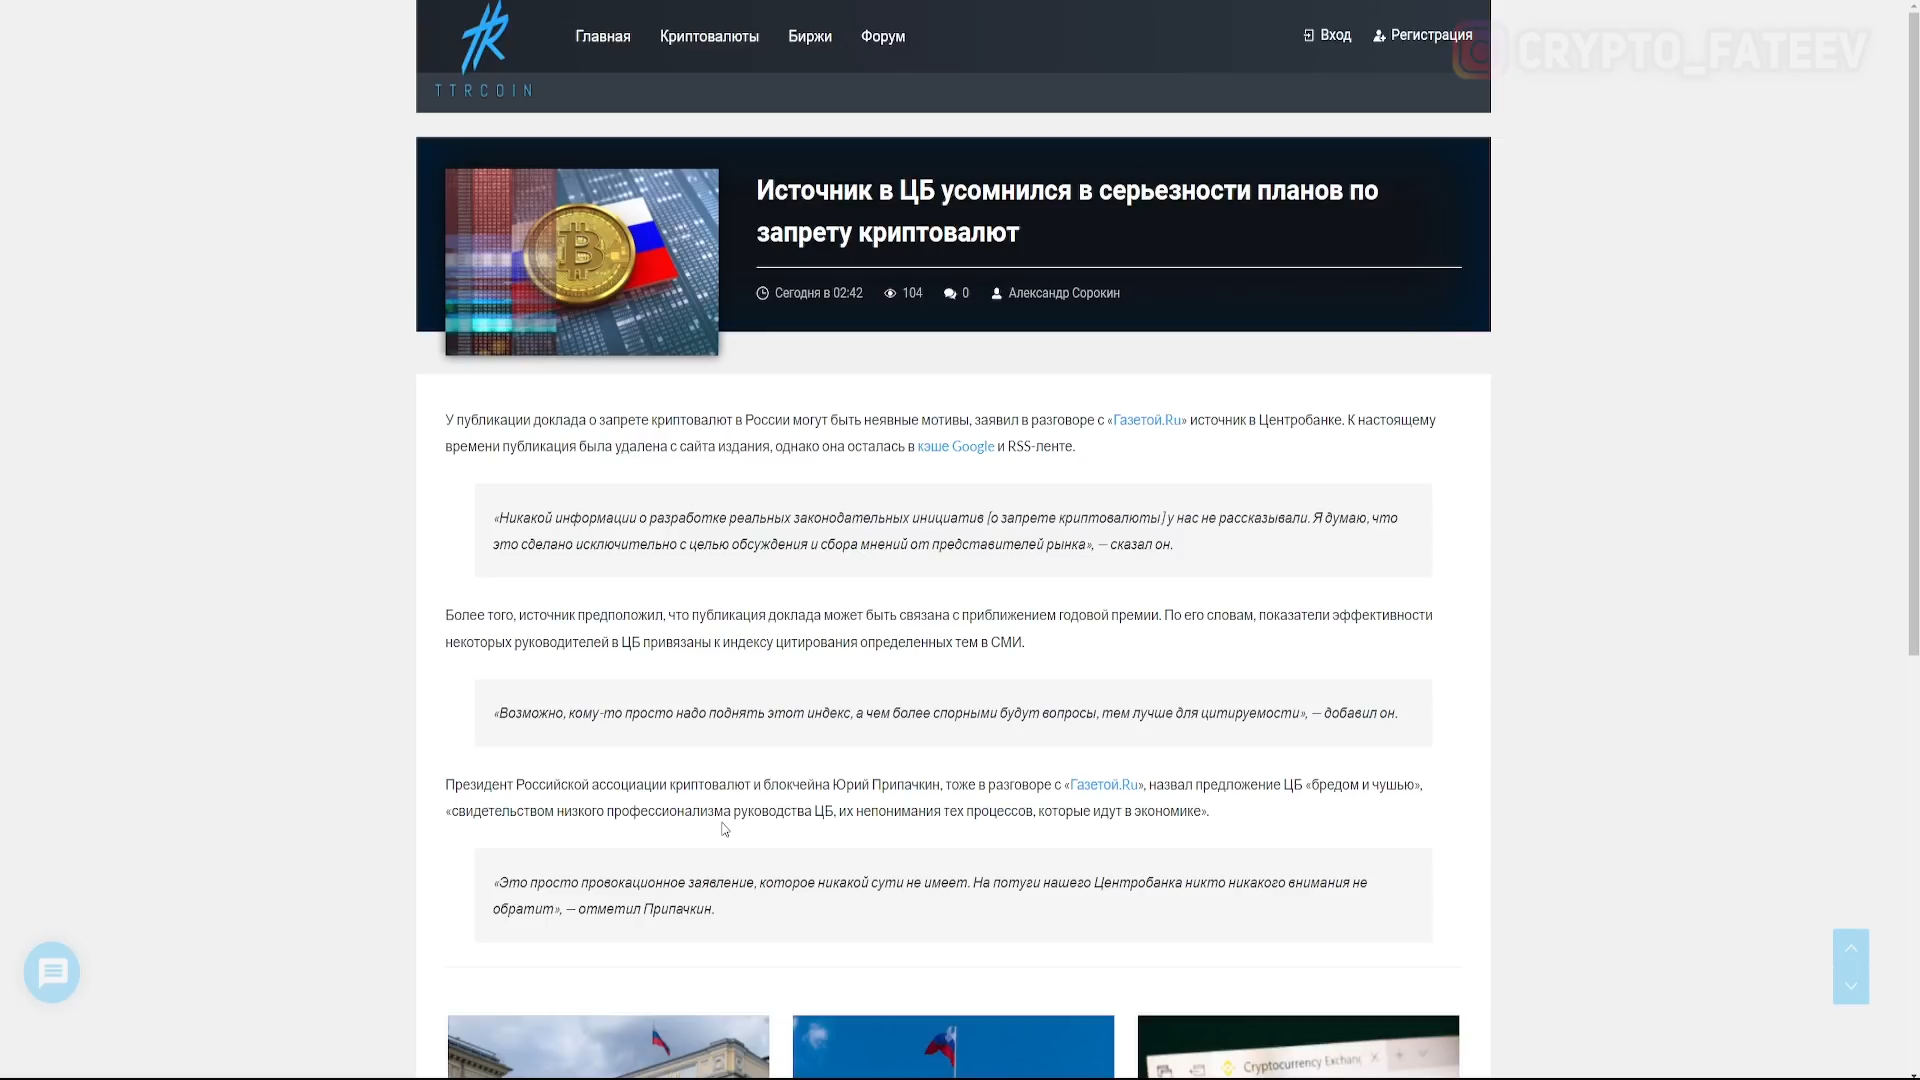 TTRCOIN
Главная Криптовалюты Биржи Форум
Вход Регистрация
CRYPTO_FATEEV
Источник в ЦБ усомнился в серьезности планов по
запрету криптовалют
Сегодня в 02:42 104 0 Александр Сорокин
У публикации доклада о запрете криптовалют в России могут быть неявные мотивы, заявил в разговоре с «Газетой.Ru» источник в Центробанке. К настоящему
времени публикация была удалена с сайта издания, однако она осталась в кэше Google и RSS-ленте.
«Никакой информации о разработке реальных законодательных инициатив [о запрете криптовалюты] у нас не рассказывали. Я думаю, что
это сделано исключительно с целью обсуждения и сбора мнений от представителей рынка», — сказал он.
Более того, источник предположил, что публикация доклада может быть связана с приближением годовой премии. По его словам, показатели эффективности
некоторых руководителей в ЦБ привязаны к индексу цитирования определенных тем в СМИ.
«Возможно, кому-то просто надо поднять этот индекс, а чем более спорными будут вопросы, тем лучше для цитируемости», — добавил он.
Президент Российской ассоциации криптовалют и блокчейна Юрий Припачкин, тоже в разговоре с «Газетой.Ru», назвал предложение ЦБ «бредом и чушью»,
«свидетельством низкого профессионализма руководства ЦБ, их непонимания тех процессов, которые идут в экономике».
«Это просто провокационное заявление, которое никакой сути не имеет. На потуги нашего Центробанка никто никакого внимания не
обратит», — отметил Припачкин.
Cryptocurrency Exchang